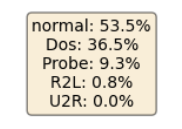 normal: 53.5%
Dos: 36.5%
Probe: 9.3%
R2L: 0.8%
U2R: 0.0%